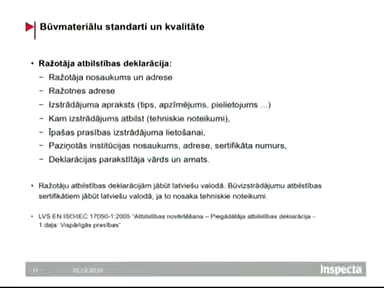 Būvmateriālu standarti un kvalitāte
• Ražotāja atbilstības deklarācija:
− Ražotāja nosaukums un adrese
− Ražotnes adrese
− Izstrādājuma apraksts (tips, apzīmējums, pielietojums ...)
− Kam izstrādājums atbilst (tehniskie noteikumi),
− Īpašas prasības izstrādājuma lietošanai,
− Paziņotās institūcijas nosaukums, adrese, sertifikāta numurs,
− Deklarācijas parakstītāja vārds un amats.
• Ražotāju atbilstības deklarācijām jābūt latviešu valodā. Būvizstrādājumu atbilstības
sertifikātiem jābūt latviešu valodā, ja to nosaka tehniskie noteikumi.
• LVS EN ISO/IEC 17050-1:2005 "Atbilstības novērtēšana – Piegādātāja atbilstības deklarācija –
1.daļa: Vispārīgās prasības"
Inspecta